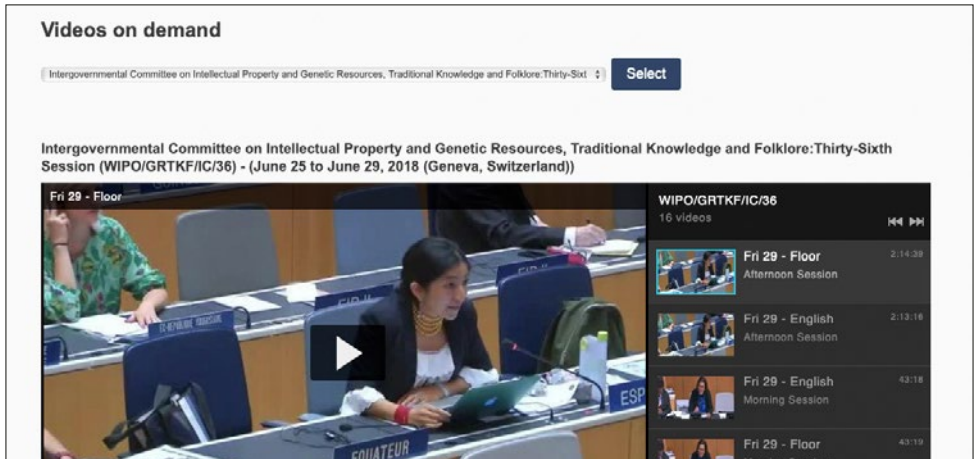 Videos on demand
Intergovernmental Committee on Intellectual Property and Genetic Resources, Traditional Knowledge and Folklore:Thirty-Sixt
Select
Intergovernmental Committee on Intellectual Property and Genetic Resources, Traditional Knowledge and Folklore:Thirty-Sixth
Session (WIPO/GRTKF/IC/36) - (June 25 to June 29, 2018 (Geneva, Switzerland))
Fri 29 - Floor
WIPO/GRTKF/IC/36
16 videos
Fri 29 - Floor
2:14:39
Afternoon Session
Fri 29 - English
2:13:16
Afternoon Session
Fri 29 - English
43:18
Morning Session
Fri 29 - Floor
43:19
ESP
EQUATEUR